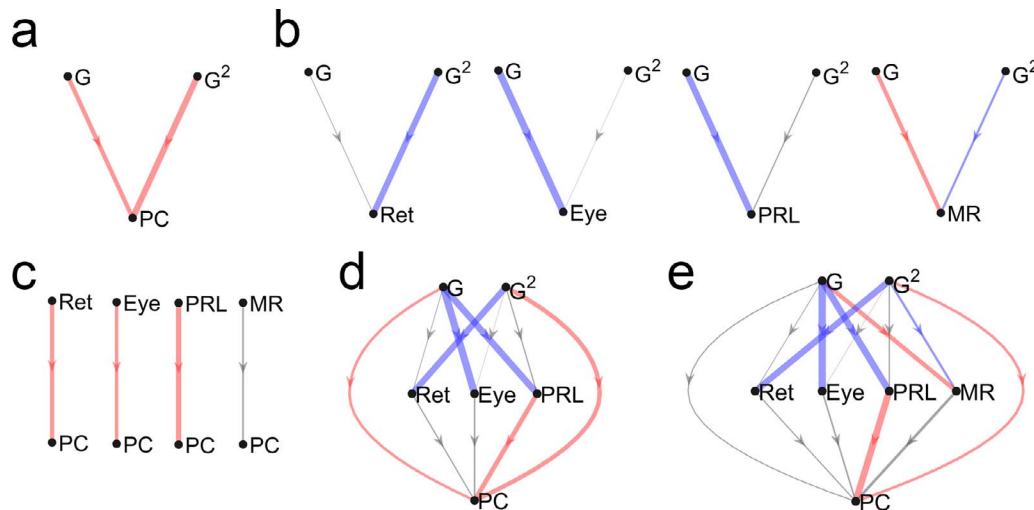 a
b
G
G²
PC
G
G²
Ret
G
G²
Eye
G
G²
PRL
G
G²
MR
c
d
e
Ret
Eye
PRL
MR
PC
PC
PC
PC
G
G²
Ret
Eye
PRL
PC
G
G²
Ret
Eye
PRL
MR
PC